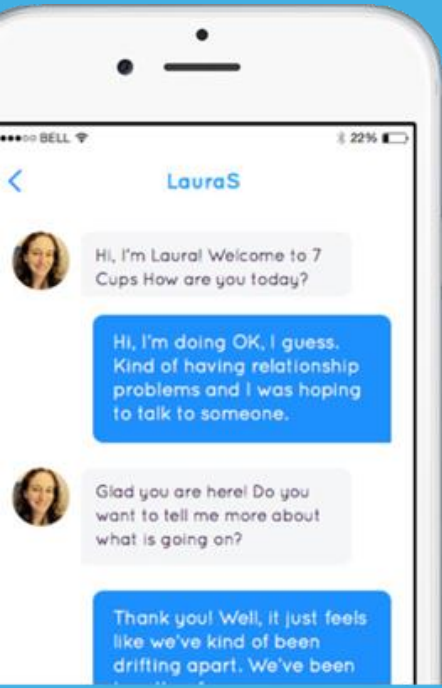 BELL 22%
LauraS
Hi, I'm Laura! Welcome to 7
Cups How are you today?
Hi, I'm doing OK, I guess.
Kind of having relationship
problems and I was hoping
to talk to someone.
Glad you are here! Do you
want to tell me more about
what is going on?
Thank you! Well, it just feels
like we've kind of been
drifting apart. We've been